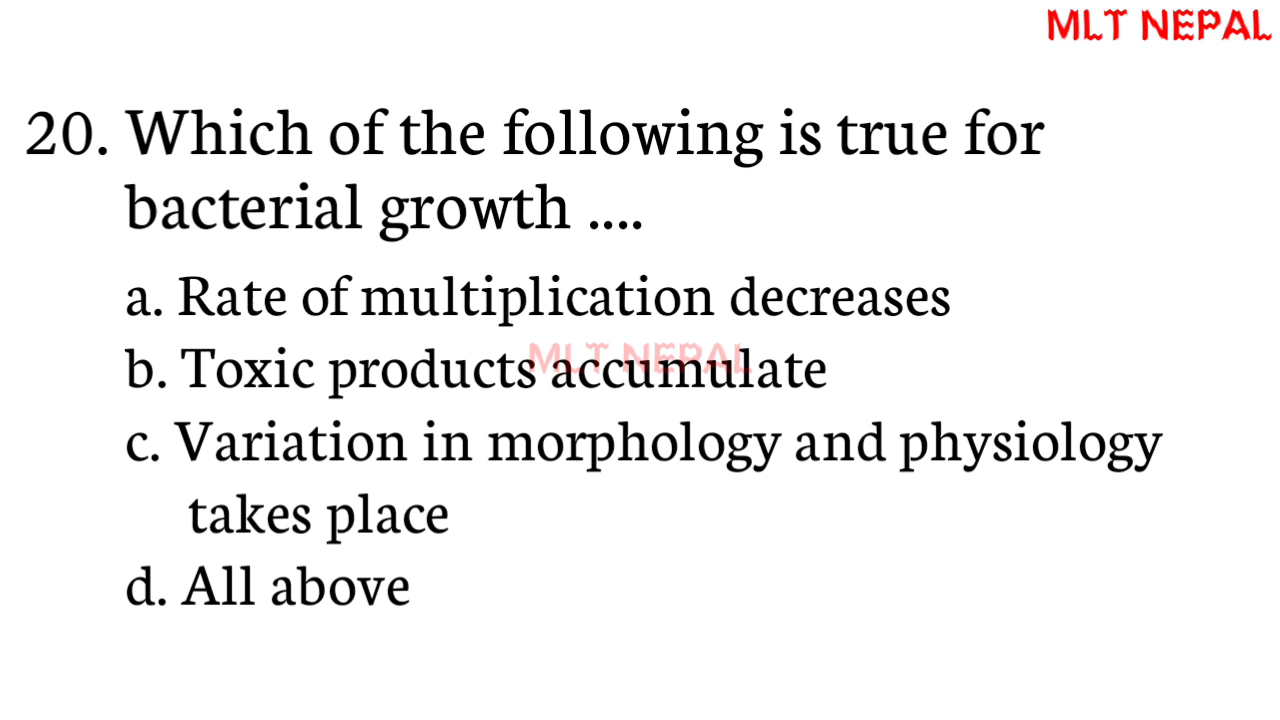 MLT NEPAL
20. Which of the following is true for
bacterial growth ....
a. Rate of multiplication decreases
MLT NEPAL
b. Toxic products accumulate
c. Variation in morphology and physiology
takes place
d. All above